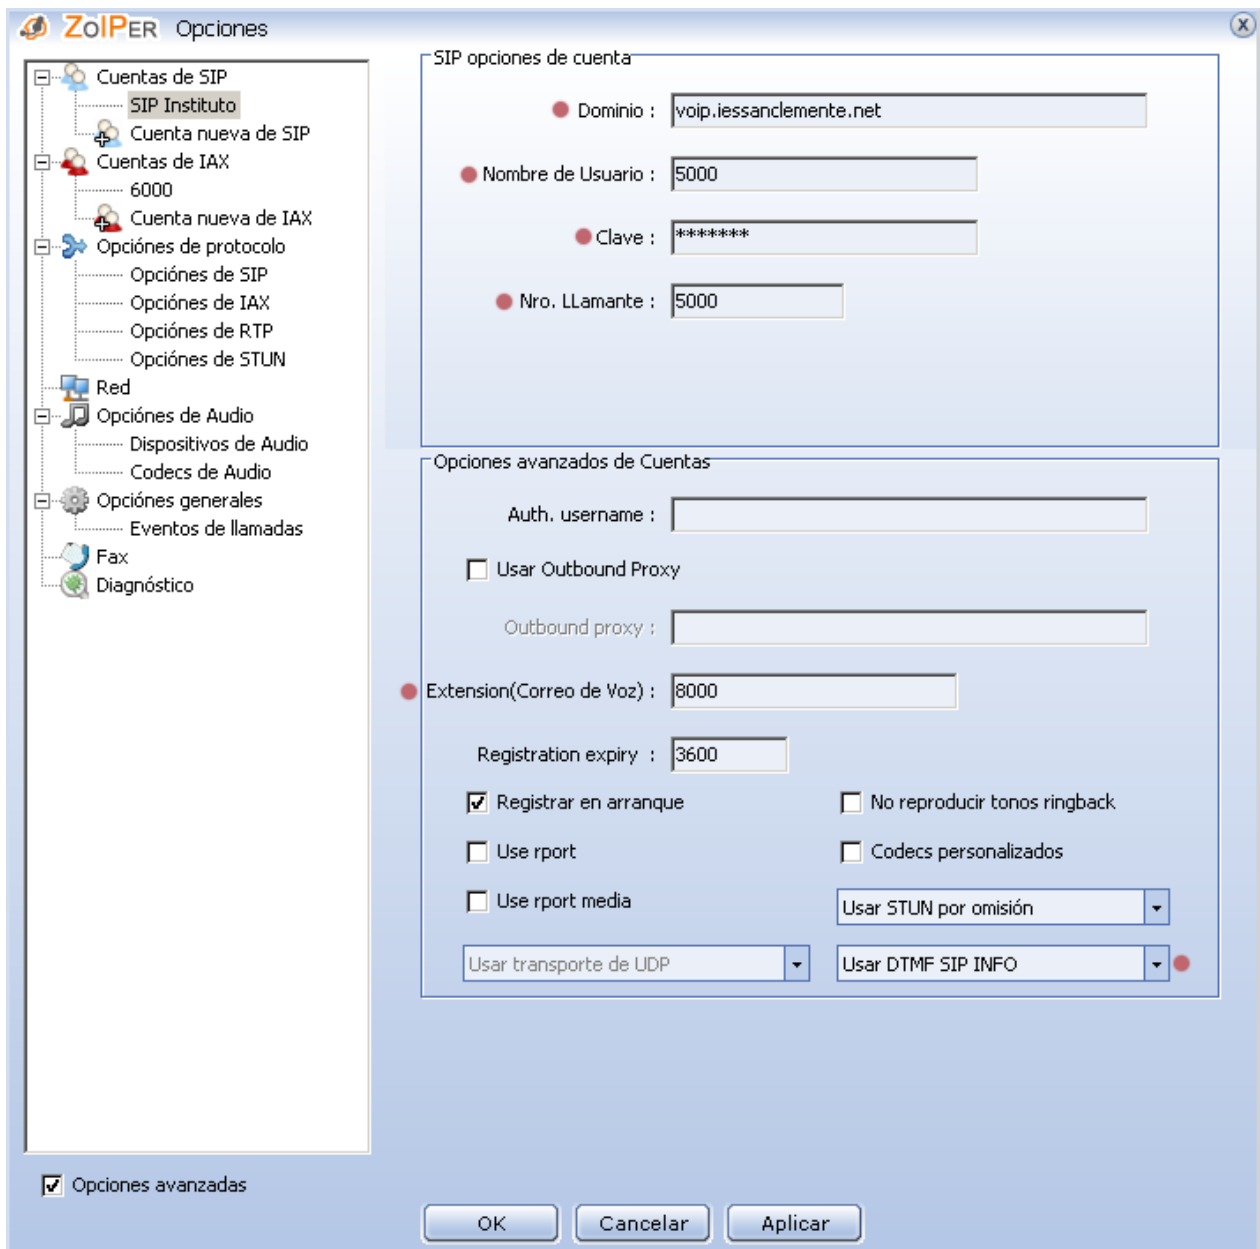 ZoIPER Opciones
Cuentas de SIP
SIP Instituto
Cuenta nueva de SIP
Cuentas de IAX
6000
Cuenta nueva de IAX
Opciónes de protocolo
Opciónes de SIP
Opciónes de IAX
Opciónes de RTP
Opciónes de STUN
Red
Opciónes de Audio
Dispositivos de Audio
Codecs de Audio
Opciónes generales
Eventos de llamadas
Fax
Diagnóstico
Opciones avanzadas
SIP opciones de cuenta
Dominio : voip.iessanclemente.net
Nombre de Usuario : 5000
Clave : *******
Nro. LLamante : 5000
Opciones avanzados de Cuentas
Auth. username :
Usar Outbound Proxy
Outbound proxy :
Extension(Correo de Voz) : 8000
Registration expiry : 3600
Registrar en arranque No reproducir tonos ringback
Use rport Codecs personalizados
Use rport media Usar STUN por omisión
Usar transporte de UDP Usar DTMF SIP INFO
OK Cancelar Aplicar